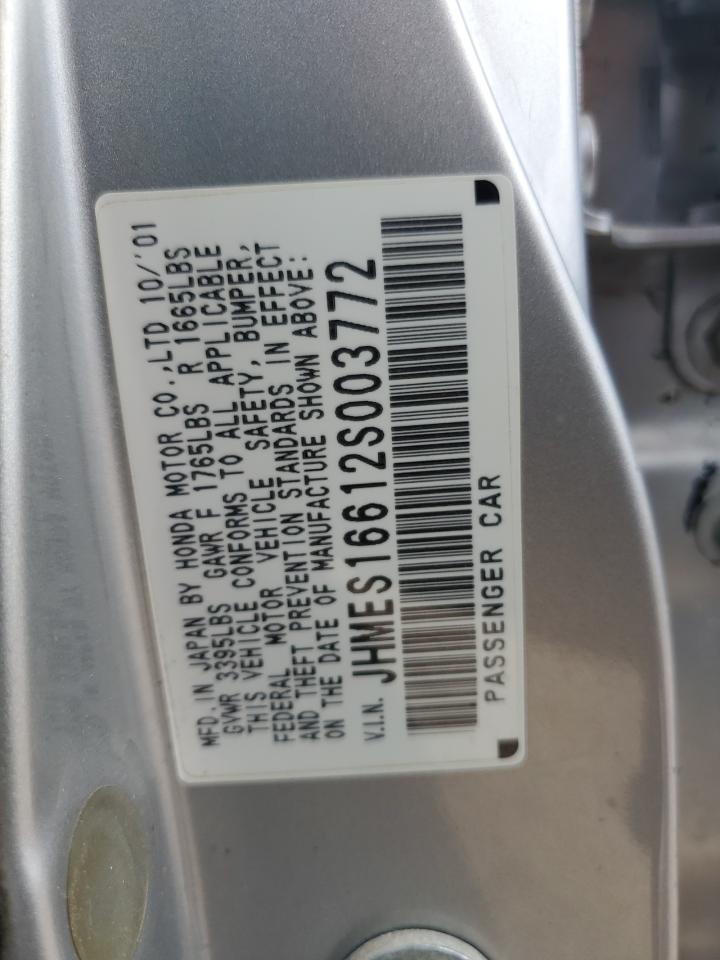 MFD. IN JAPAN BY HONDA MOTOR CO., LTD 10/'01
GVWR 3395LBS GAWR F 1765LBS R 1665LBS
THIS VEHICLE CONFORMS TO ALL APPLICABLE
FEDERAL MOTOR VEHICLE SAFETY, BUMPER,
AND THEFT PREVENTION STANDARDS IN EFFECT
ON THE DATE OF MANUFACTURE SHOWN ABOVE:
V.I.N. JHMES16612S003772
PASSENGER CAR